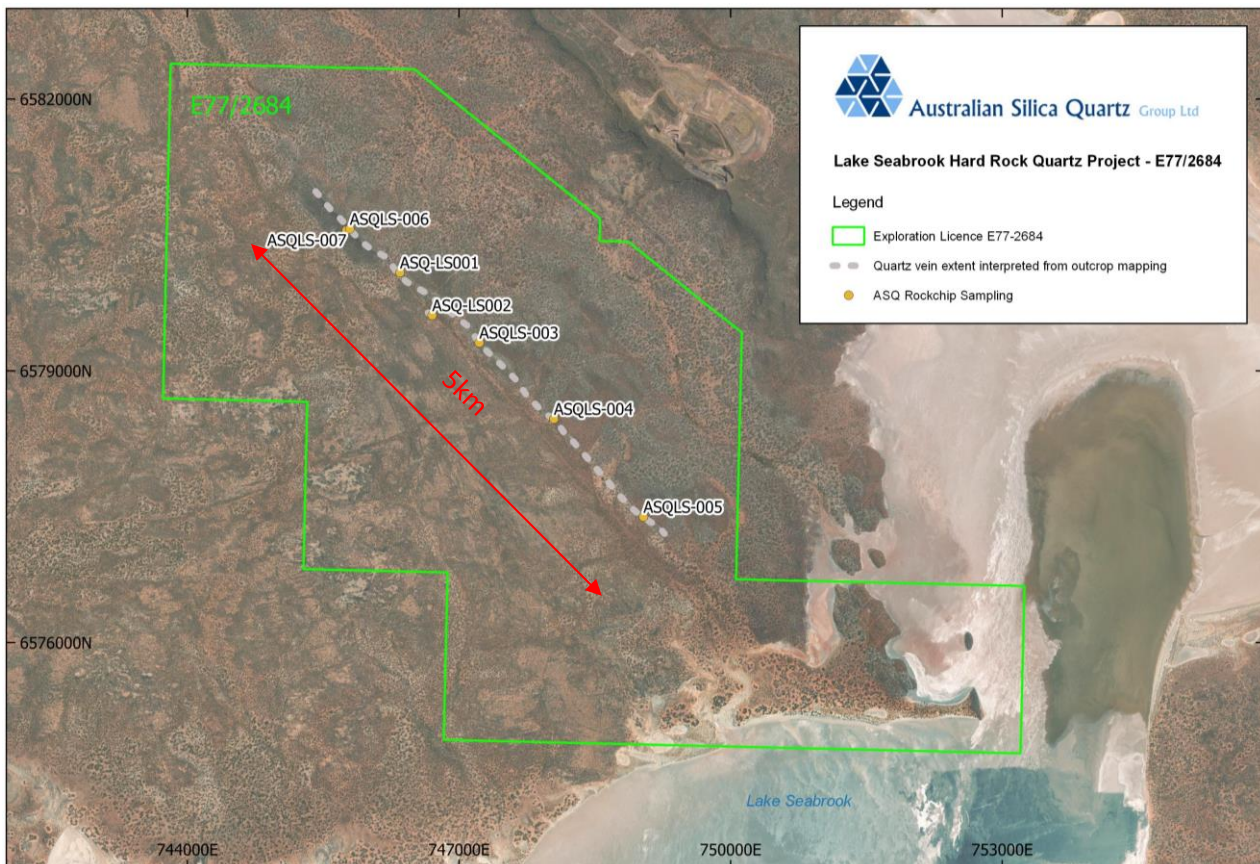 Australian Silica Quartz Group Ltd
Lake Seabrook Hard Rock Quartz Project - E77/2684
Legend
Exploration Licence E77-2684
Quartz vein extent interpreted from outcrop mapping
ASQ Rockchip Sampling
6582000N
E77/2684
ASQLS-006
ASQLS-007
ASQ-LS001
ASQ-LS002
ASQLS-003
6579000N
5km
ASQLS-004
ASQLS-005
6576000N
Lake Seabrook
744000E
747000E
750000E
753000E